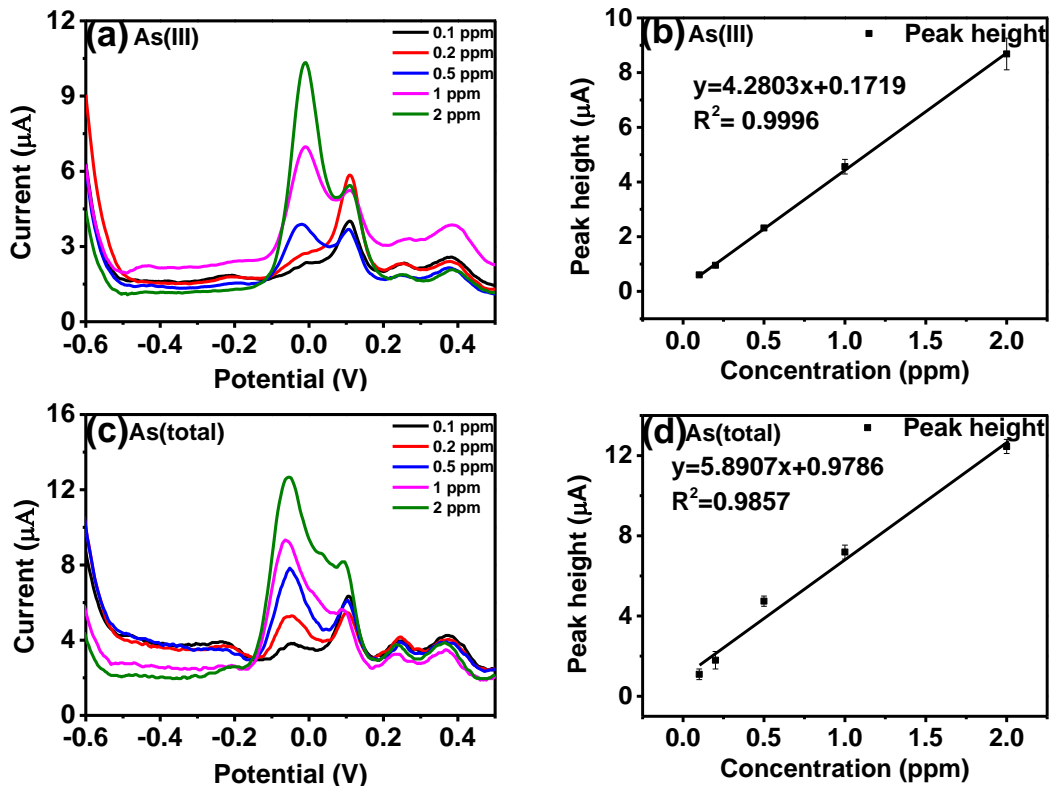 (a) As(III)
0.1 ppm
0.2 ppm
0.5 ppm
1 ppm
2 ppm
12
9
6
3
0
Current (μA)
-0.6 -0.4 -0.2 0.0 0.2 0.4
Potential (V)
(b) As(III)
Peak height
y=4.2803x+0.1719
R²= 0.9996
10
8
6
4
2
0
Peak height (μA)
0.0 0.5 1.0 1.5 2.0
Concentration (ppm)
(c) As(total)
0.1 ppm
0.2 ppm
0.5 ppm
1 ppm
2 ppm
16
12
8
4
0
Current (μA)
-0.6 -0.4 -0.2 0.0 0.2 0.4
Potential (V)
(d) As(total)
Peak height
y=5.8907x+0.9786
R²=0.9857
12
8
4
0
Peak height (μA)
0.0 0.5 1.0 1.5 2.0
Concentration (ppm)